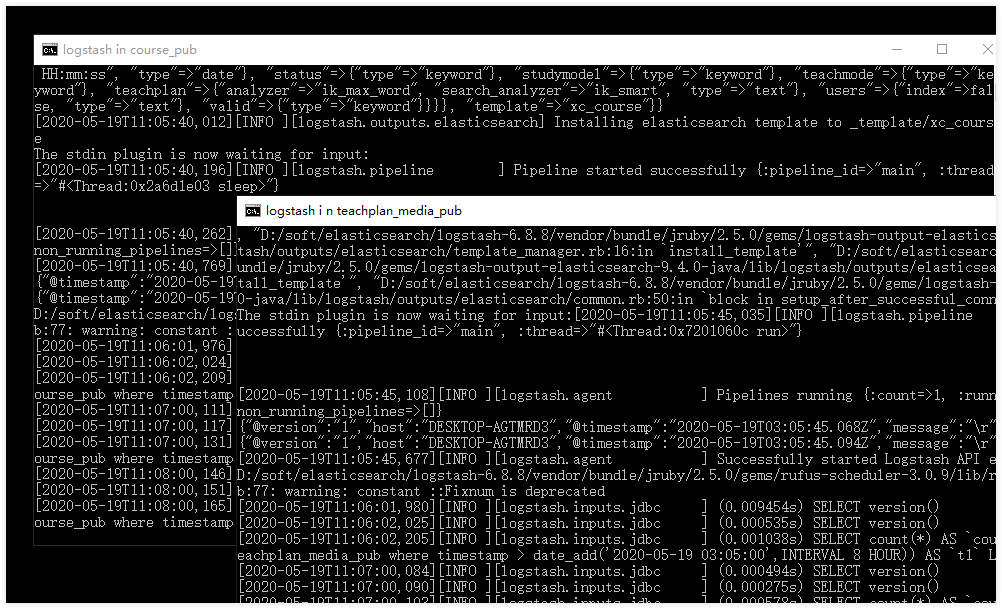 logstash in course_pub
 HH:mm:ss", "type"=>"date"}, "status"=>{"type"=>"keyword"}, "studymodel"=>{"type"=>"keyword"}, "teachmode"=>{"type"=>"ke
yword"}, "teachplan"=>{"analyzer"=>"ik_max_word", "search_analyzer"=>"ik_smart", "type"=>"text"}, "users"=>{"index"=>fal
se, "type"=>"text"}, "valid"=>{"type"=>"keyword"}}}}, "template"=>"xc_course"}}
[2020-05-19T11:05:40,012][INFO ][logstash.outputs.elasticsearch] Installing elasticsearch template to _template/xc_cours
e
The stdin plugin is now waiting for input:
[2020-05-19T11:05:40,196][INFO ][logstash.pipeline        ] Pipeline started successfully {:pipeline_id=>"main", :thread
=>"#<Thread:0x2a6d1e03 sleep>"}
[2020-05-19T11:05:40,262]
non_running_pipelines=>[]
[2020-05-19T11:05:40,769]
{"@timestamp":"2020-05-19
{"@timestamp":"2020-05-19
D:/soft/elasticsearch/log
b:77: warning: constant :
[2020-05-19T11:06:01,976]
[2020-05-19T11:06:02,024]
[2020-05-19T11:06:02,209]
ourse_pub where timestamp
[2020-05-19T11:07:00,111]
[2020-05-19T11:07:00,117]
[2020-05-19T11:07:00,131]
ourse_pub where timestamp
[2020-05-19T11:08:00,146]
[2020-05-19T11:08:00,151]
[2020-05-19T11:08:00,165]
ourse_pub where timestamp
logstash i n teachplan_media_pub
, "D:/soft/elasticsearch/logstash-6.8.8/vendor/bundle/jruby/2.5.0/gems/logstash-output-elastics
tash/outputs/elasticsearch/template_manager.rb:16:in `install_template'", "D:/soft/elasticsearc
undle/jruby/2.5.0/gems/logstash-output-elasticsearch-9.4.0-java/lib/logstash/outputs/elasticsea
tall_template'", "D:/soft/elasticsearch/logstash-6.8.8/vendor/bundle/jruby/2.5.0/gems/logstash-
0-java/lib/logstash/outputs/elasticsearch/common.rb:50:in `block in setup_after_successful_conn
The stdin plugin is now waiting for input:[2020-05-19T11:05:45,035][INFO ][logstash.pipeline
uccessfully {:pipeline_id=>"main", :thread=>"#<Thread:0x7201060c run>"}
[2020-05-19T11:05:45,108][INFO ][logstash.agent           ] Pipelines running {:count=>1, :runn
non_running_pipelines=>[]}
{"@version":"1","host":"DESKTOP-AGTMRD3","@timestamp":"2020-05-19T03:05:45.068Z","message":"\r"
{"@version":"1","host":"DESKTOP-AGTMRD3","@timestamp":"2020-05-19T03:05:45.094Z","message":"\r"
[2020-05-19T11:05:45,677][INFO ][logstash.agent           ] Successfully started Logstash API e
D:/soft/elasticsearch/logstash-6.8.8/vendor/bundle/jruby/2.5.0/gems/rufus-scheduler-3.0.9/lib/r
b:77: warning: constant ::Fixnum is deprecated
[2020-05-19T11:06:01,980][INFO ][logstash.inputs.jdbc     ] (0.009454s) SELECT version()
[2020-05-19T11:06:02,025][INFO ][logstash.inputs.jdbc     ] (0.000535s) SELECT version()
[2020-05-19T11:06:02,205][INFO ][logstash.inputs.jdbc     ] (0.001038s) SELECT count(*) AS `cou
eachplan_media_pub where timestamp > date_add('2020-05-19 03:05:00',INTERVAL 8 HOUR)) AS `t1` L
[2020-05-19T11:07:00,084][INFO ][logstash.inputs.jdbc     ] (0.000494s) SELECT version()
[2020-05-19T11:07:00,090][INFO ][logstash.inputs.jdbc     ] (0.000275s) SELECT version()